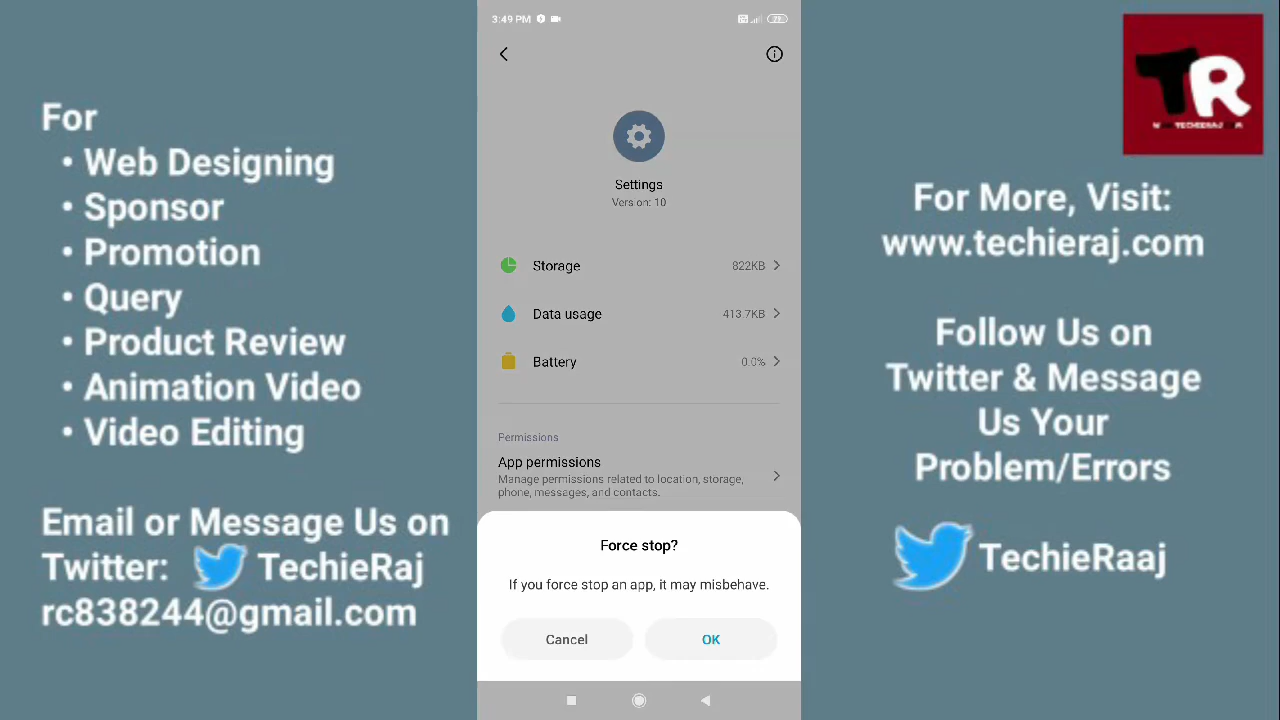 For
• Web Designing
• Sponsor
• Promotion
• Query
• Product Review
• Animation Video
• Video Editing
Email or Message Us on
Twitter: TechieRaj
rc838244@gmail.com
3:49 PM
Settings
Version: 10
Storage 822KB
Data usage 413.7KB
Battery 0.0%
Permissions
App permissions
Manage permissions related to location, storage,
phone, messages, and contacts.
Force stop?
If you force stop an app, it may misbehave.
Cancel OK
TR
For More, Visit:
www.techieraj.com
Follow Us on
Twitter & Message
Us Your
Problem/Errors
TechieRaaj